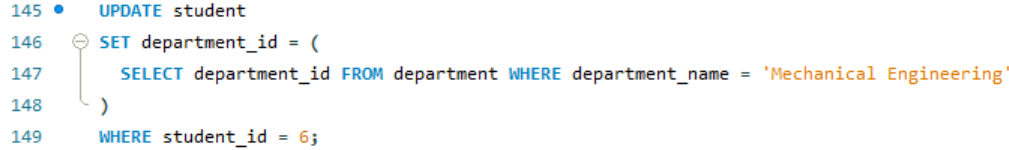 145 UPDATE student
146 SET department_id = (
147 SELECT department_id FROM department WHERE department_name = 'Mechanical Engineering'
148 )
149 WHERE student_id = 6;